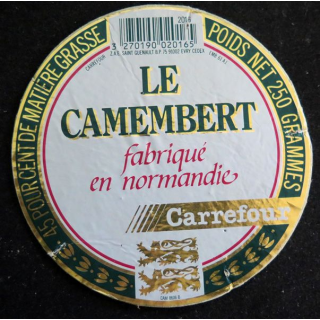 45 POUR CENT DE MATIÈRE GRASSE
POIDS NET 250 GRAMMES
3 270190 020165
LE
CAMEMBERT
fabriqué
en normandie
Carrefour